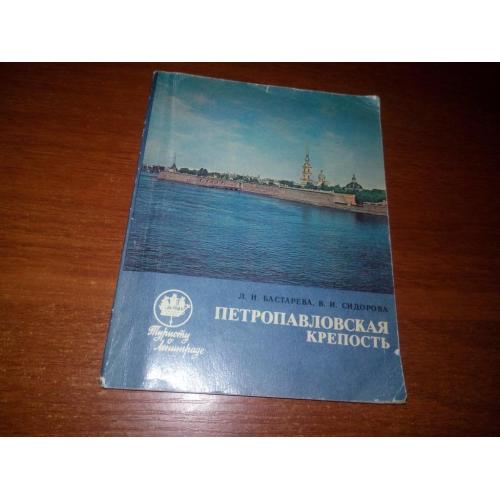 Л. И. БАСТАРЕВА, В. И. СИДОРОВА
ПЕТРОПАВЛОВСКАЯ
КРЕПОСТЬ
Туристу
о
Ленинграде